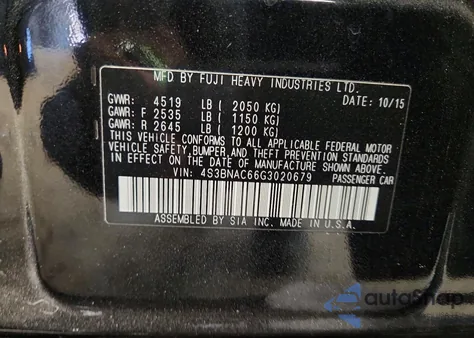 MFD BY FUJI HEAVY INDUSTRIES LTD.
DATE: 10/15
GVWR: 4519 LB ( 2050 KG)
GAWR: F 2535 LB ( 1150 KG)
GAWR: R 2645 LB ( 1200 KG)
THIS VEHICLE CONFORMS TO ALL APPLICABLE FEDERAL MOTOR
VEHICLE SAFETY, BUMPER, AND THEFT PREVENTION STANDARDS
IN EFFECT ON THE DATE OF MANUFACTURE SHOWN ABOVE.
VIN: 4S3BNAC66G3020679 PASSENGER CAR
ASSEMBLED BY SIA INC. MADE IN U.S.A.
autoSnap